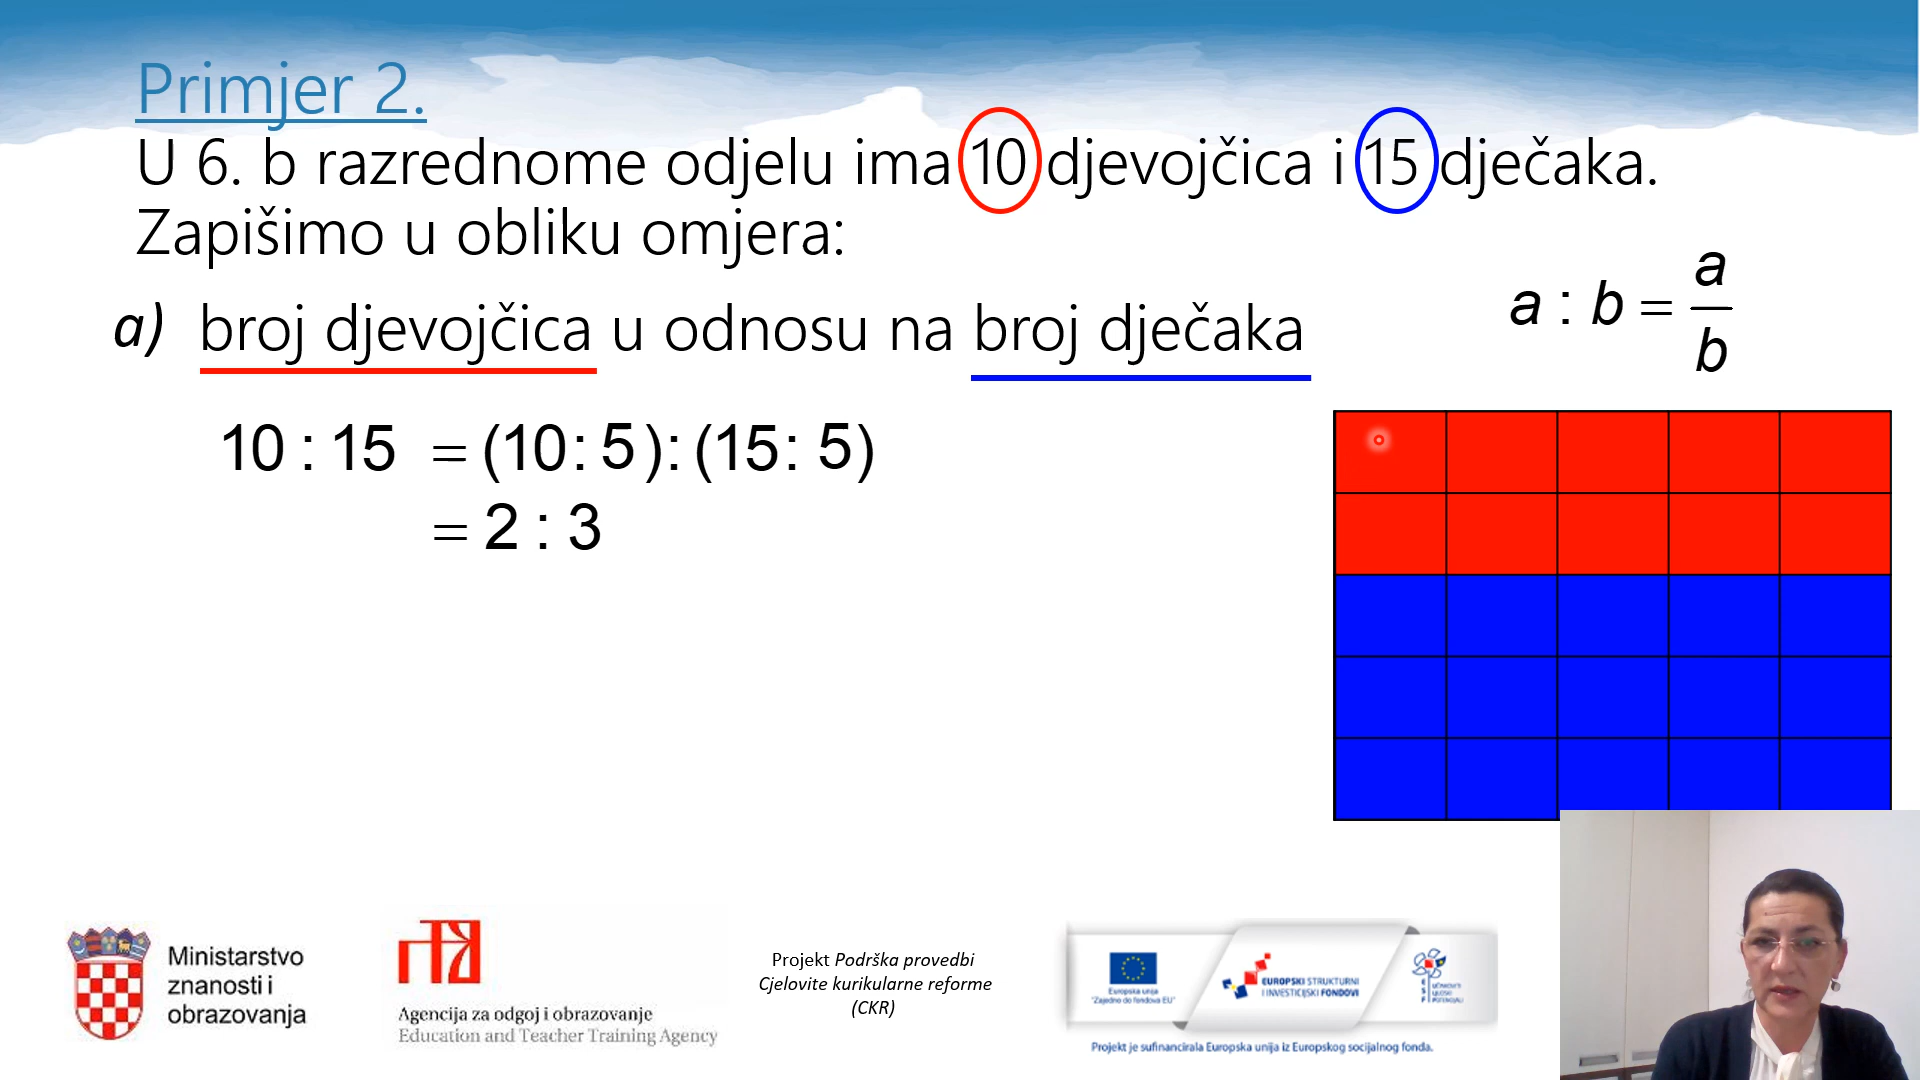 Primjer 2.
U 6. b razrednome odjelu ima 10 djevojčica i 15 dječaka.
Zapišimo u obliku omjera:
a) broj djevojčica u odnosu na broj dječaka
a : b = a/b
10 : 15 = (10 : 5) : (15 : 5)
= 2 : 3
Ministarstvo
znanosti i
obrazovanja
Agencija za odgoj i obrazovanje
Education and Teacher Training Agency
Projekt Podrška provedbi
Cjelovite kurikularne reforme
(CKR)
Europska unija
"Zajedno do fondova EU"
EUROPSKI STRUKTURNI
I INVESTICIJSKI FONDOVI
Projekt je sufinancirala Europska unija iz Europskog socijalnog fonda.